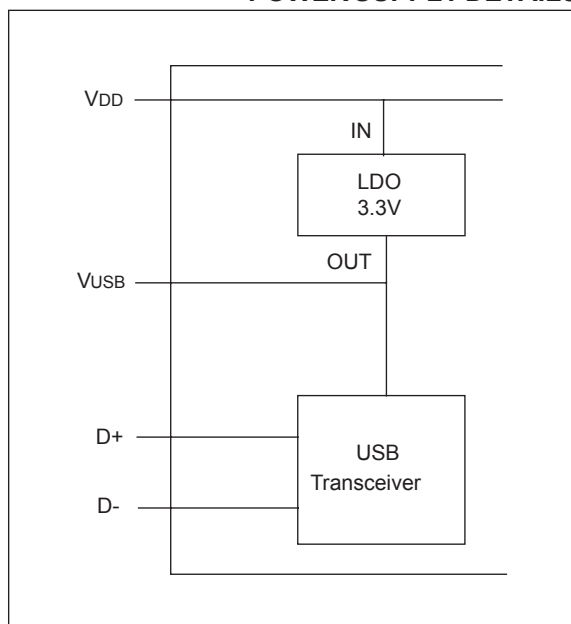 VDD
IN
LDO
3.3V
OUT
VUSB
D+
USB
Transceiver
D-